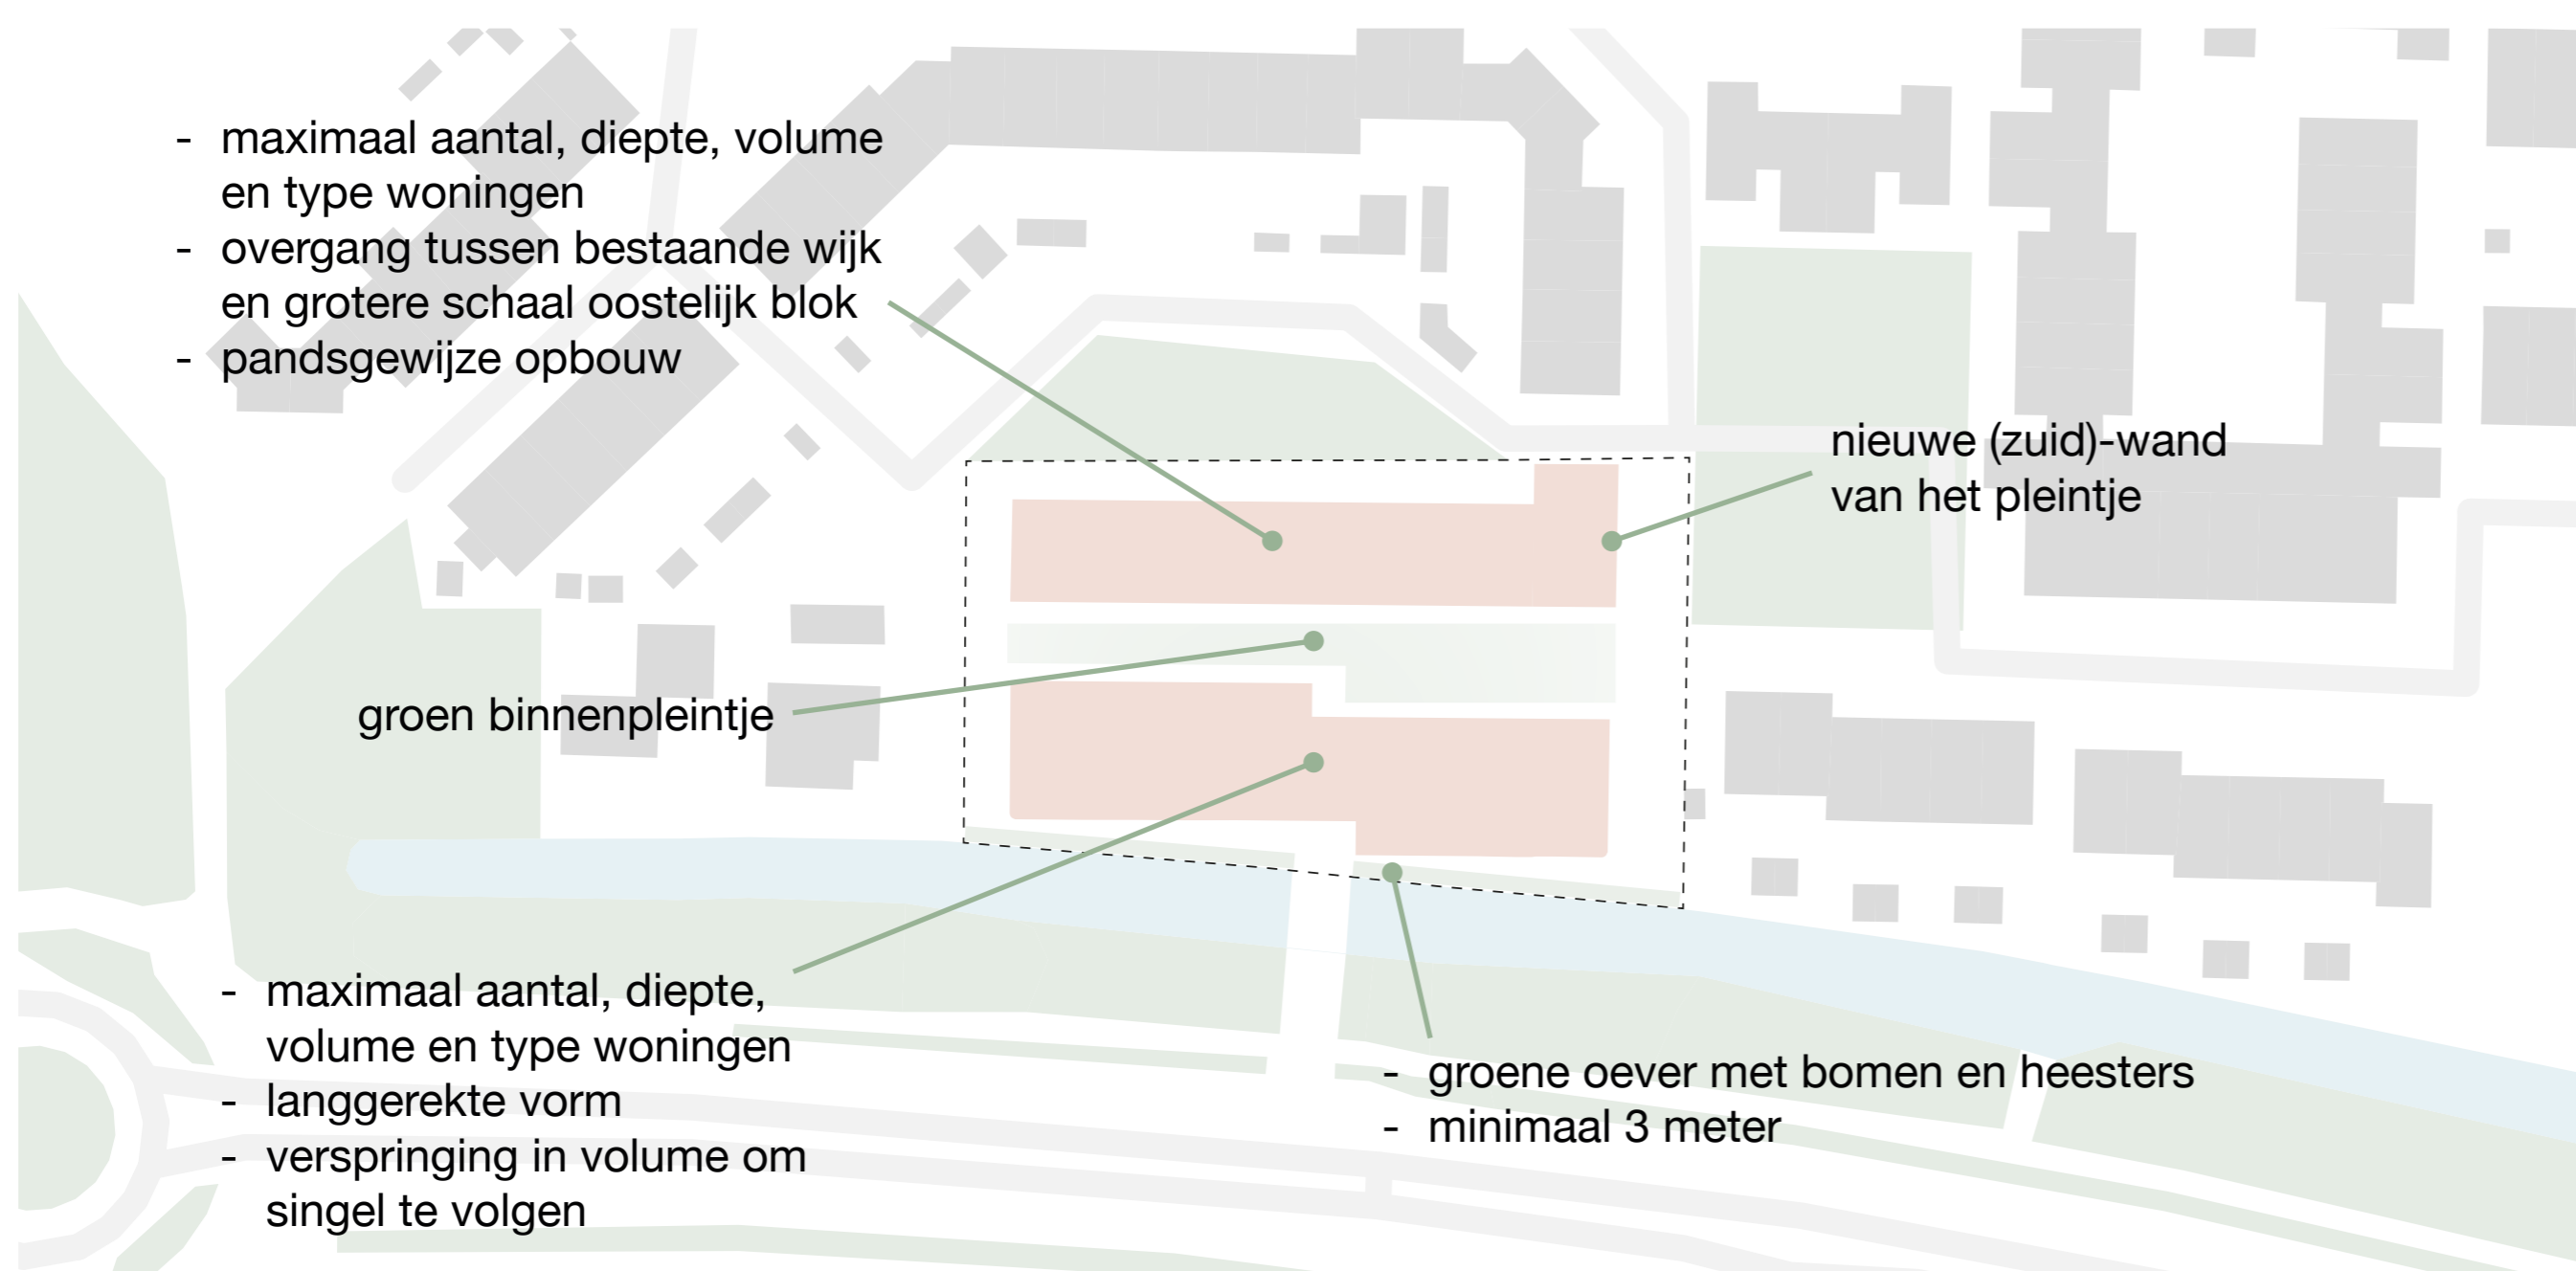 - maximaal aantal, diepte, volume
en type woningen
- overgang tussen bestaande wijk
en grotere schaal oostelijk blok
- pandsgewijze opbouw
nieuwe (zuid)-wand
van het pleintje
groen binnenpleintje
- maximaal aantal, diepte,
volume en type woningen
- langgerekte vorm
- verspringing in volume om
singel te volgen
- groene oever met bomen en heesters
- minimaal 3 meter